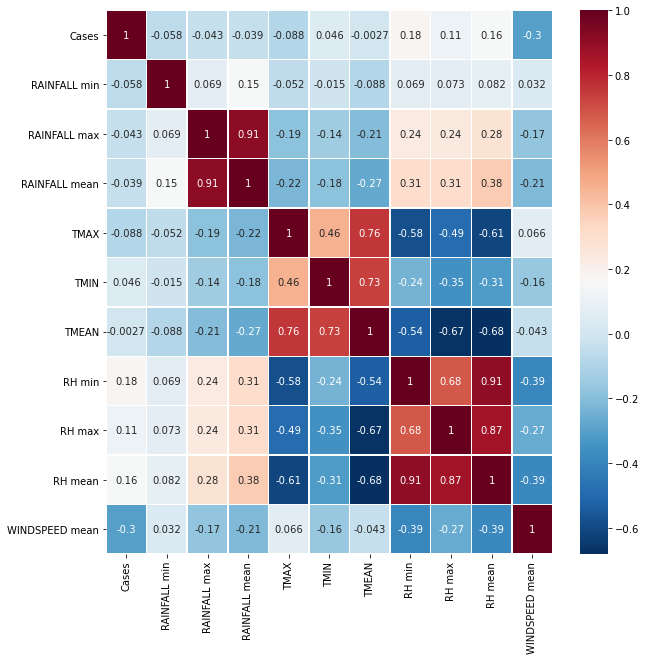 Cases 1 -0.058 -0.043 -0.039 -0.088 0.046 -0.0027 0.18 0.11 0.16 -0.3
RAINFALL min -0.058 1 0.069 0.15 -0.052 -0.015 -0.088 0.069 0.073 0.082 0.032
RAINFALL max -0.043 0.069 1 0.91 -0.19 -0.14 -0.21 0.24 0.24 0.28 -0.17
RAINFALL mean -0.039 0.15 0.91 1 -0.22 -0.18 -0.27 0.31 0.31 0.38 -0.21
TMAX -0.088 -0.052 -0.19 -0.22 1 0.46 0.76 -0.58 -0.49 -0.61 0.066
TMIN 0.046 -0.015 -0.14 -0.18 0.46 1 0.73 -0.24 -0.35 -0.31 -0.16
TMEAN -0.0027 -0.088 -0.21 -0.27 0.76 0.73 1 -0.54 -0.67 -0.68 -0.043
RH min 0.18 0.069 0.24 0.31 -0.58 -0.24 -0.54 1 0.68 0.91 -0.39
RH max 0.11 0.073 0.24 0.31 -0.49 -0.35 -0.67 0.68 1 0.87 -0.27
RH mean 0.16 0.082 0.28 0.38 -0.61 -0.31 -0.68 0.91 0.87 1 -0.39
WINDSPEED mean -0.3 0.032 -0.17 -0.21 0.066 -0.16 -0.043 -0.39 -0.27 -0.39 1
Cases
RAINFALL min
RAINFALL max
RAINFALL mean
TMAX
TMIN
TMEAN
RH min
RH max
RH mean
WINDSPEED mean
1.0
0.8
0.6
0.4
0.2
0.0
−0.2
−0.4
−0.6